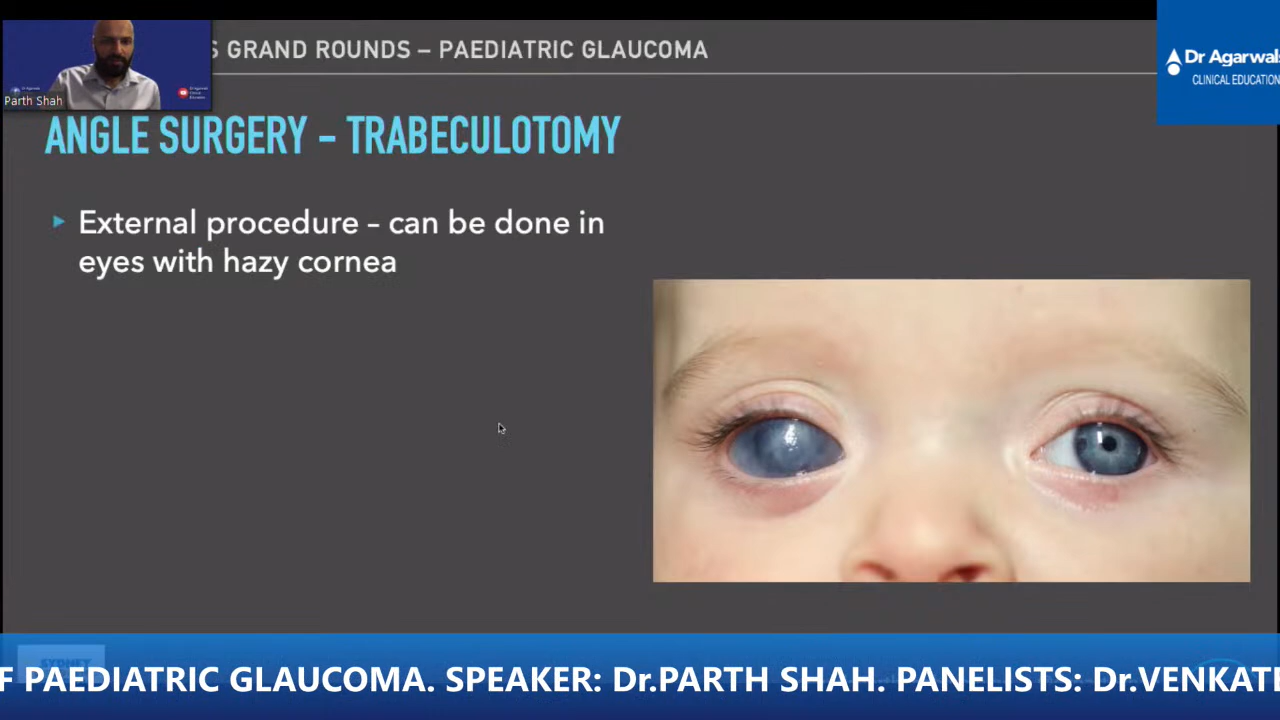 S GRAND ROUNDS – PAEDIATRIC GLAUCOMA
Dr Agarwals
CLINICAL EDUCATION
Parth Shah
ANGLE SURGERY – TRABECULOTOMY
External procedure – can be done in
eyes with hazy cornea
SYDNEY
F PAEDIATRIC GLAUCOMA. SPEAKER: Dr.PARTH SHAH. PANELISTS: Dr.VENKAT